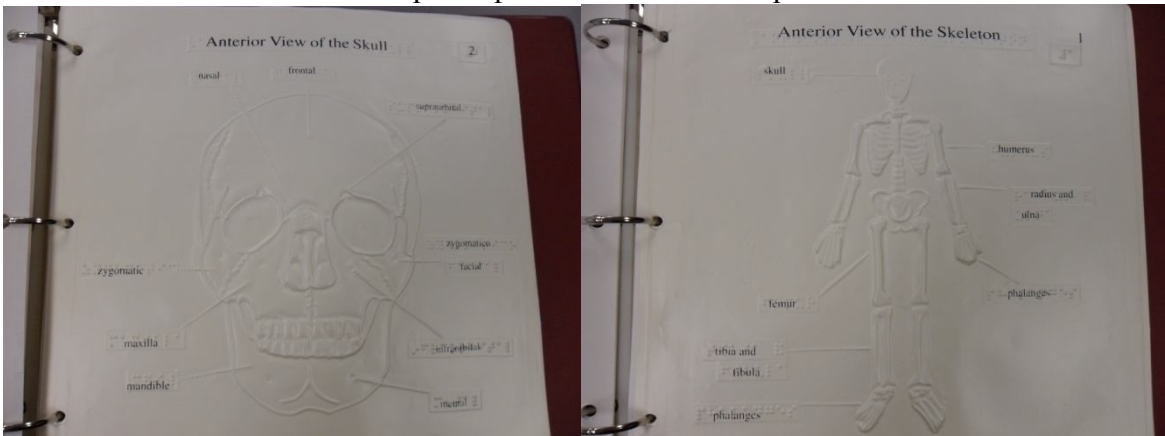 Anterior View of the Skull
2
nasal
frontal
supraorbital
zygomatico
facial
zygomatic
maxilla
mandible
mental
Anterior View of the Skeleton
1
skull
humerus
radius and
ulna
femur
phalanges
tibia and
fibula
phalanges